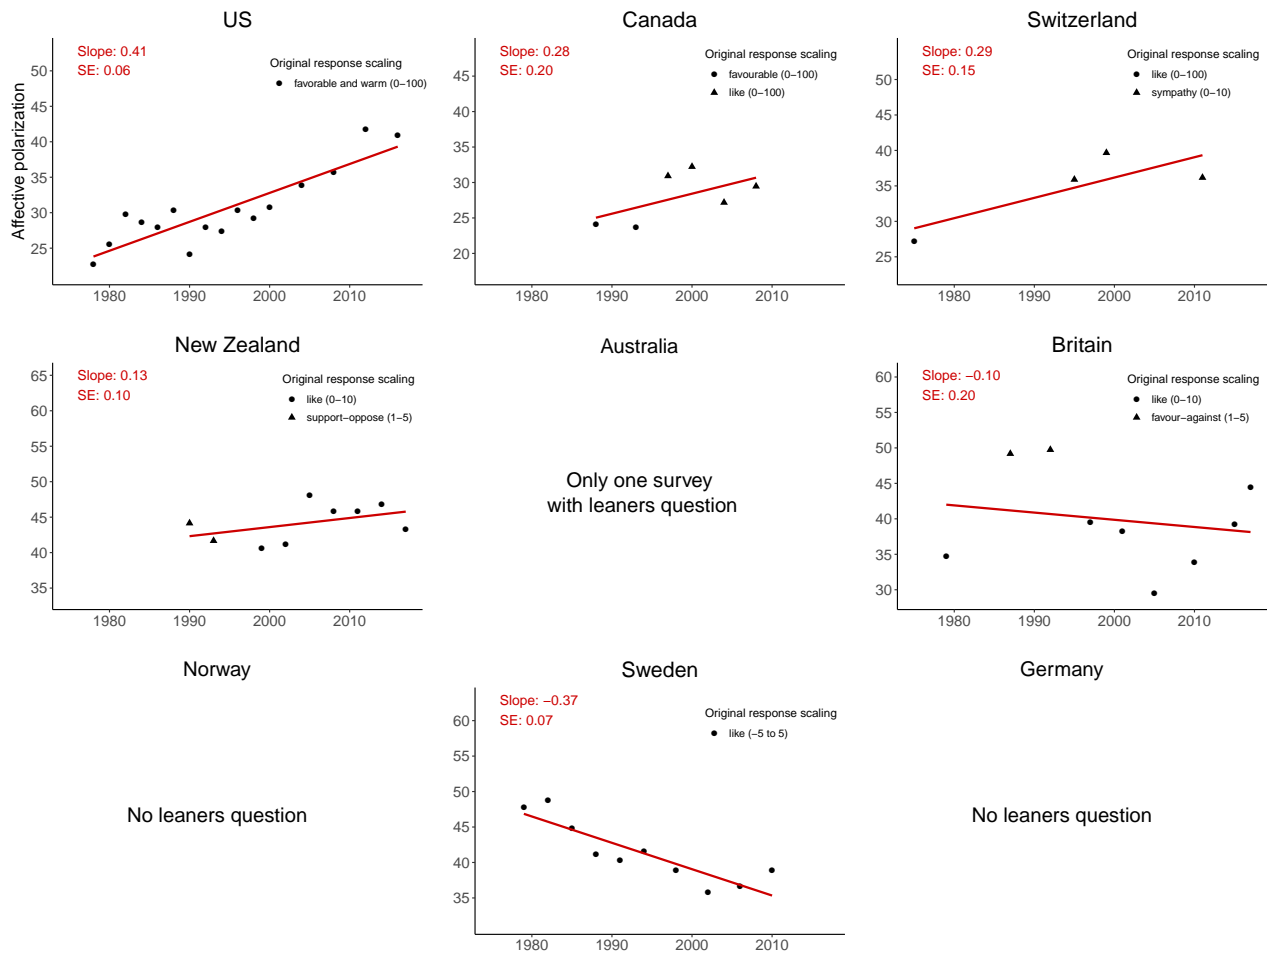 US
Slope: 0.41
SE: 0.06
Original response scaling
favorable and warm (0−100)
Affective polarization
50
45
40
35
30
25
1980
1990
2000
2010
Canada
Slope: 0.28
SE: 0.20
Original response scaling
favourable (0−100)
like (0−100)
45
40
35
30
25
20
1980
1990
2000
2010
Switzerland
Slope: 0.29
SE: 0.15
Original response scaling
like (0−100)
sympathy (0−10)
50
45
40
35
30
25
1980
1990
2000
2010
New Zealand
Slope: 0.13
SE: 0.10
Original response scaling
like (0−10)
support−oppose (1−5)
65
60
55
50
45
40
35
1980
1990
2000
2010
Australia
Only one survey
with leaners question
Britain
Slope: −0.10
SE: 0.20
Original response scaling
like (0−10)
favour−against (1−5)
60
55
50
45
40
35
30
1980
1990
2000
2010
Norway
No leaners question
Sweden
Slope: −0.37
SE: 0.07
Original response scaling
like (−5 to 5)
60
55
50
45
40
35
1980
1990
2000
2010
Germany
No leaners question